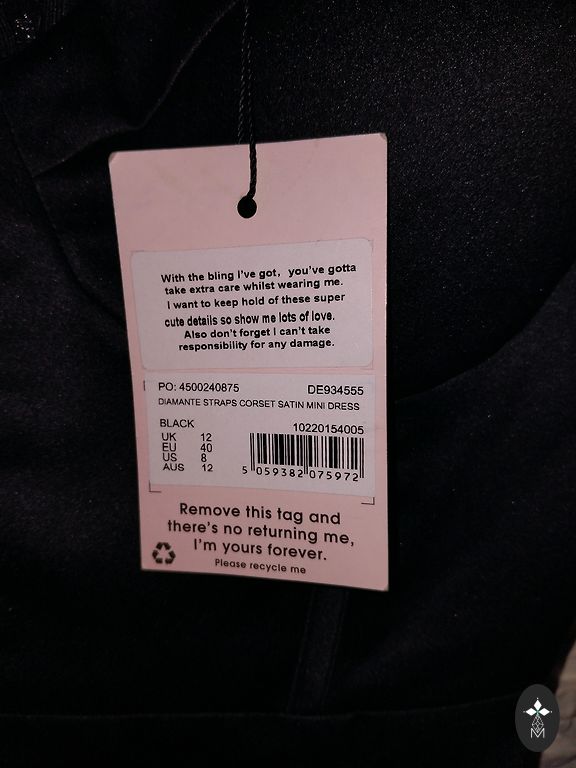 With the bling I've got, you've gotta
take extra care whilst wearing me.
I want to keep hold of these super
cute details so show me lots of love.
Also don't forget I can't take
responsibility for any damage.
PO: 4500240875 DE934555
DIAMANTE STRAPS CORSET SATIN MINI DRESS
BLACK 10220154005
UK 12
EU 40
US 8
AUS 12
5 059382 075972
Remove this tag and
there's no returning me,
I'm yours forever.
Please recycle me
M